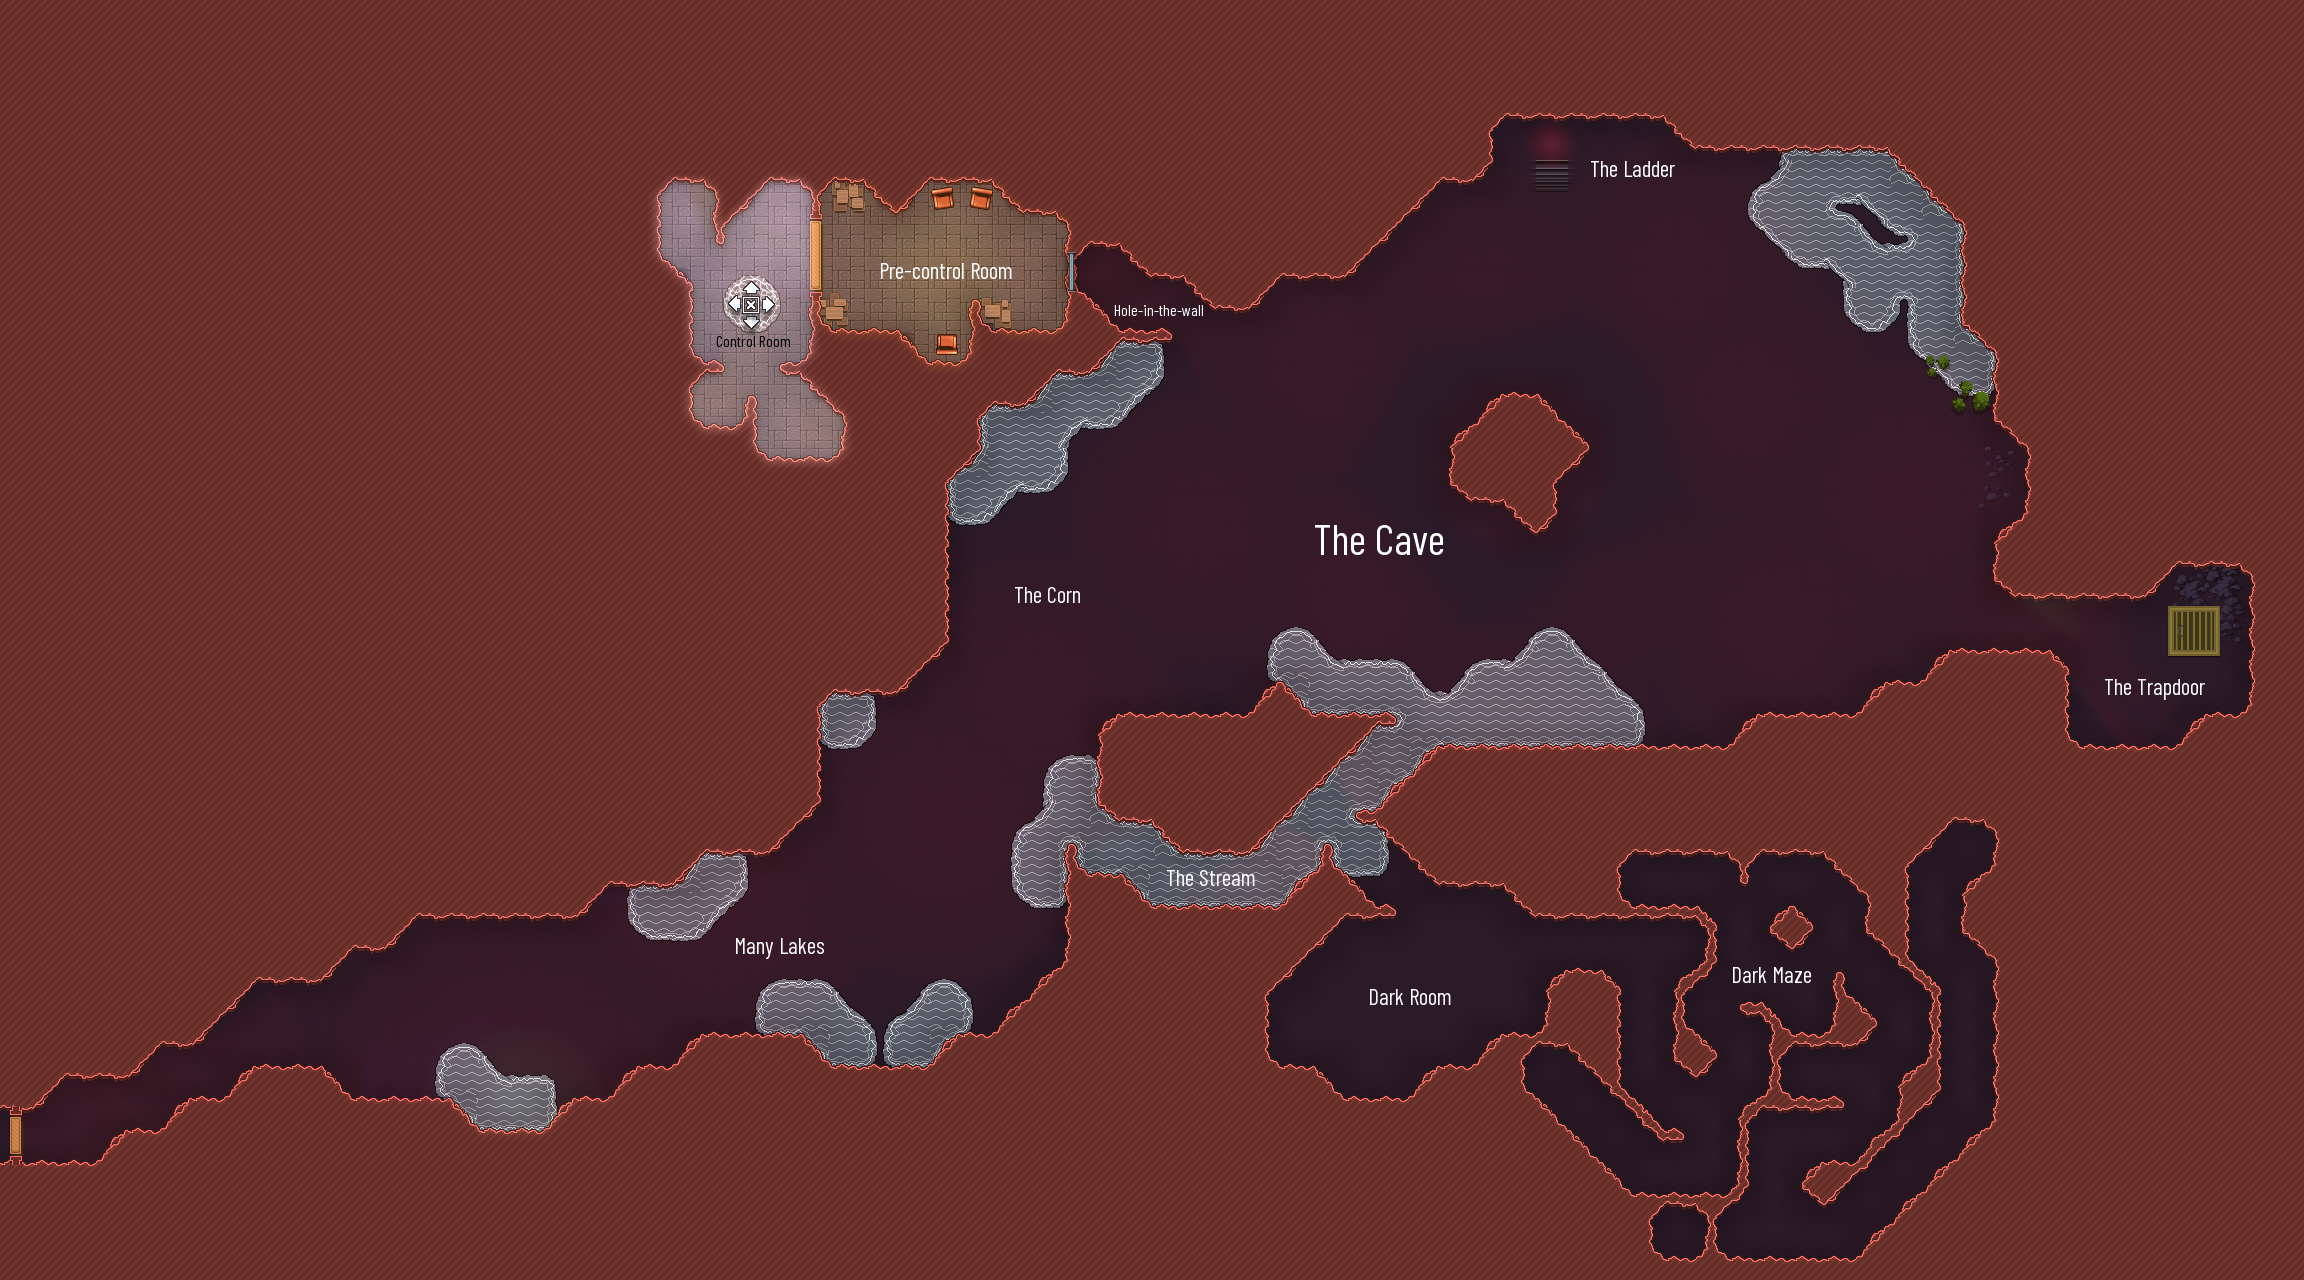 The Ladder
Pre-control Room
Hole-in-the-wall
Control Room
The Cave
The Corn
The Trapdoor
The Stream
Many Lakes
Dark Maze
Dark Room